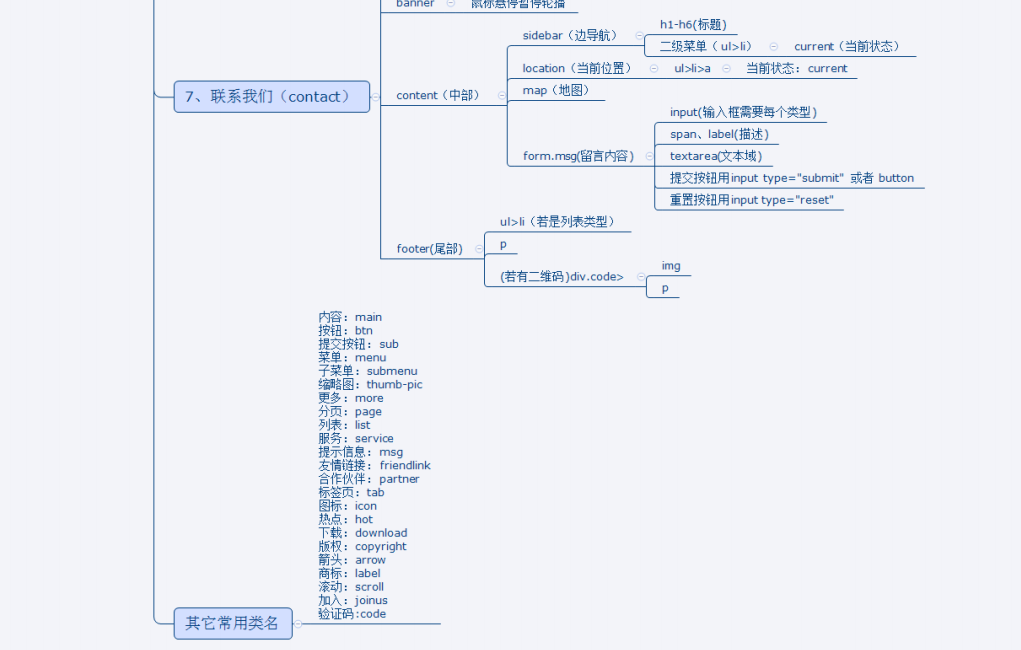 banner
鼠标悬停暂停轮播
7、联系我们（contact）
content（中部）
sidebar（边导航）
h1-h6(标题)
二级菜单（ ul>li）
current（当前状态）
location（当前位置）
ul>li>a
当前状态：current
map（地图）
form.msg(留言内容)
input(输入框需要每个类型)
span、label(描述)
textarea(文本域)
提交按钮用input type="submit" 或者 button
重置按钮用input type="reset"
footer(尾部)
ul>li（若是列表类型）
p
(若有二维码)div.code>
img
p
其它常用类名
内容：main
按钮：btn
提交按钮：sub
菜单：menu
子菜单：submenu
缩略图：thumb-pic
更多：more
分页：page
列表：list
服务：service
提示信息：msg
友情链接：friendlink
合作伙伴：partner
标签页：tab
图标：icon
热点：hot
下载：download
版权：copyright
箭头：arrow
商标：label
滚动：scroll
加入：joinus
验证码:code